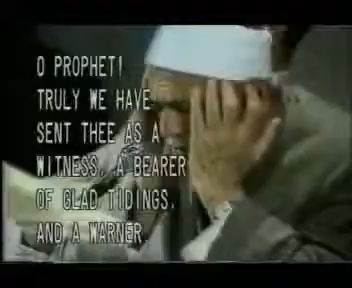 O PROPHET!
TRULY WE HAVE
SENT THEE AS A
WITNESS, A BEARER
OF GLAD TIDINGS,
AND A WARNER.